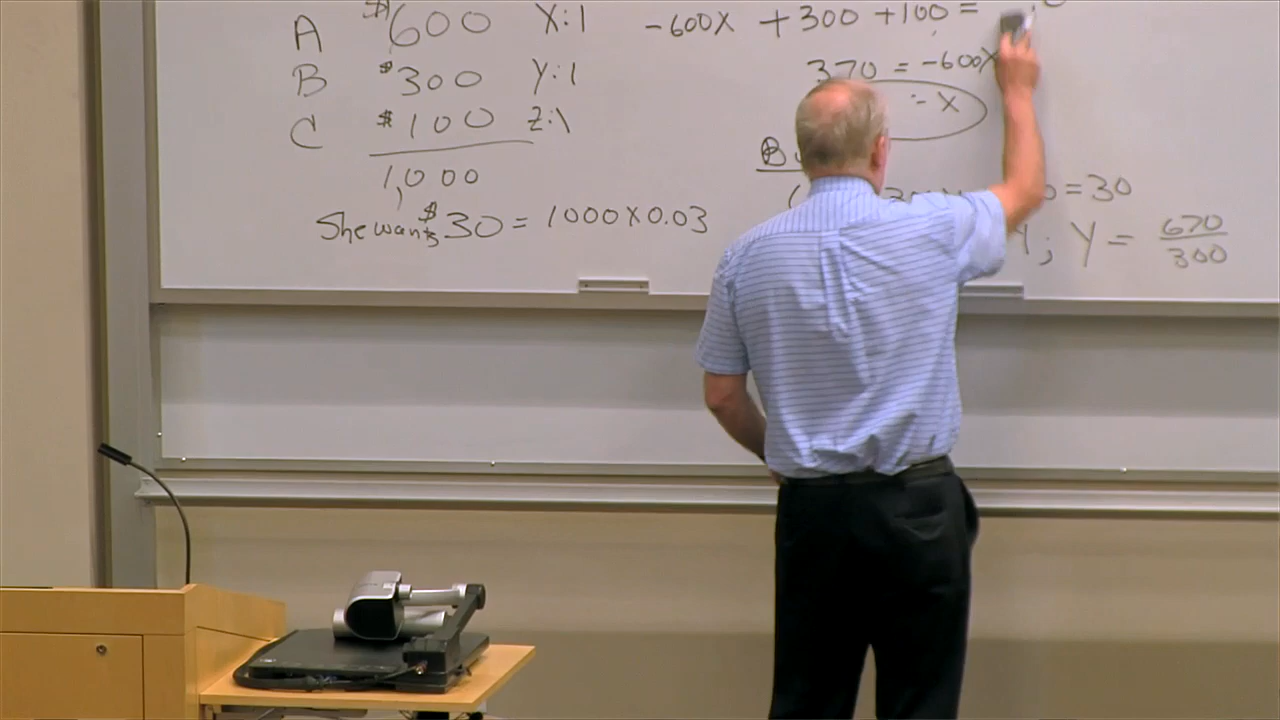 A $600 X:1
B $300 Y:1
C $100 Z:1
1,000
She wants $30 = 1000 X 0.03
-600X + 300 + 100 =
370 = -600X
= X
B
= 30
Y ; Y = 670
300